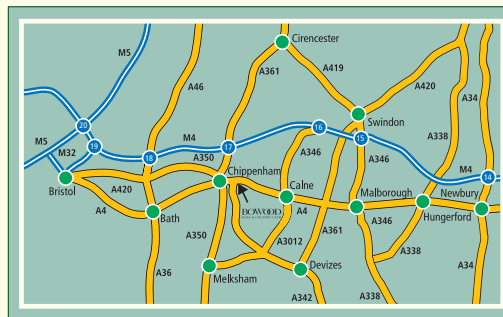 Cirencester
M5
A46
A361
A419
A420
A34
M5
M32
20
19
18
M4
A350
17
16
A346
Swindon
15
A346
A338
M4
14
Bristol
A420
A4
Bath
Chippenham
BOWOOD
Calne
A4
Malborough
A346
Hungerford
Newbury
A36
A350
Melksham
A3012
A361
Devizes
A342
A338
A338
A34